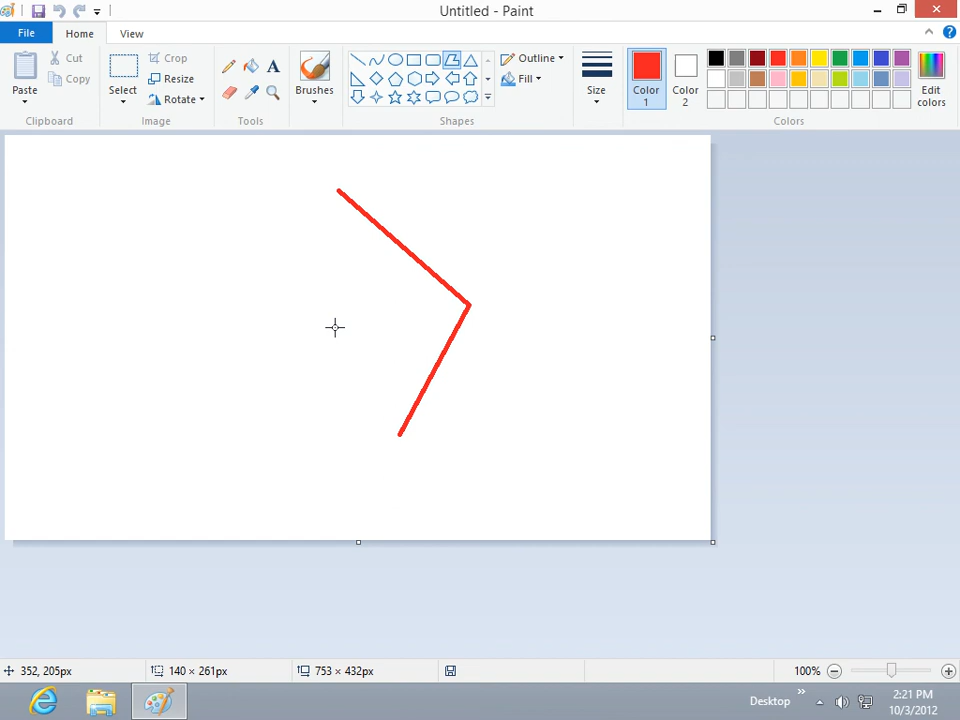 Untitled - Paint
File Home View
Paste
Cut
Copy
Clipboard
Select
Crop
Resize
Rotate
Image
A
Tools
Brushes
Shapes
Outline
Fill
Size
Color 1
Color 2
Edit colors
Colors
352, 205px
140 × 261px
753 × 432px
100%
Desktop
2:21 PM
10/3/2012